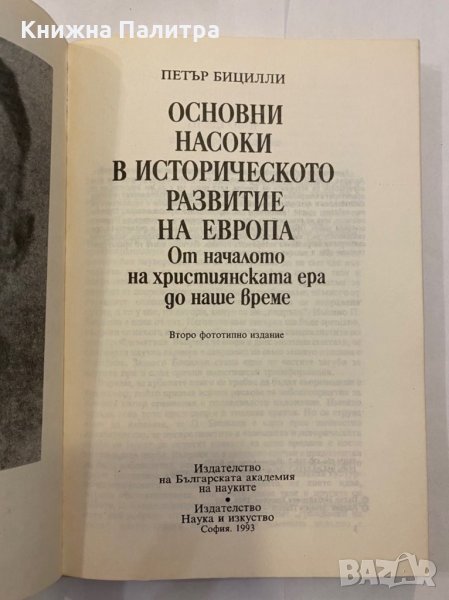 Книжна Палитра
ПЕТЪР БИЦИЛЛИ
ОСНОВНИ
НАСОКИ
В ИСТОРИЧЕСКОТО
РАЗВИТИЕ
НА ЕВРОПА
От началото
на християнската ера
до наше време
Второ фототипно издание
Издателство
на Българската академия
на науките
•
Издателство
Наука и изкуство
София. 1993
BAZAR